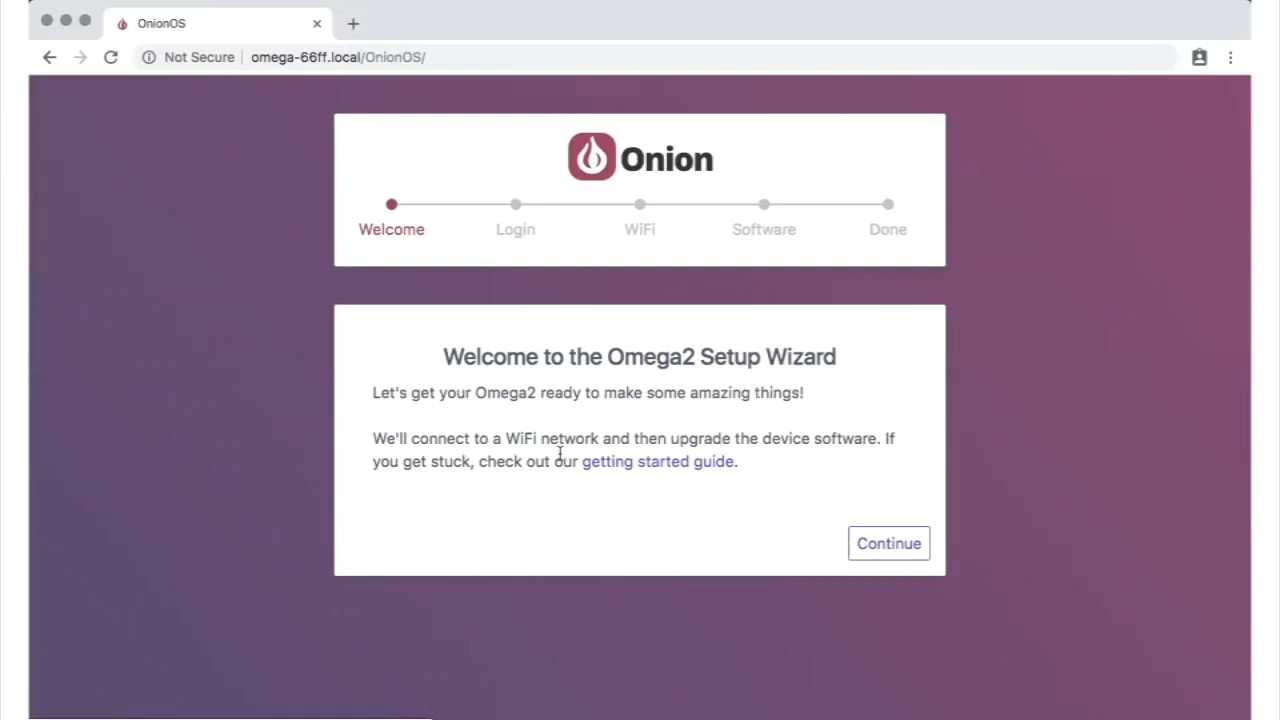 OnionOS
Not Secure omega-66ff.local/OnionOS/
Onion
Welcome Login WiFi Software Done
Welcome to the Omega2 Setup Wizard
Let's get your Omega2 ready to make some amazing things!
We'll connect to a WiFi network and then upgrade the device software. If
you get stuck, check out our getting started guide.
Continue